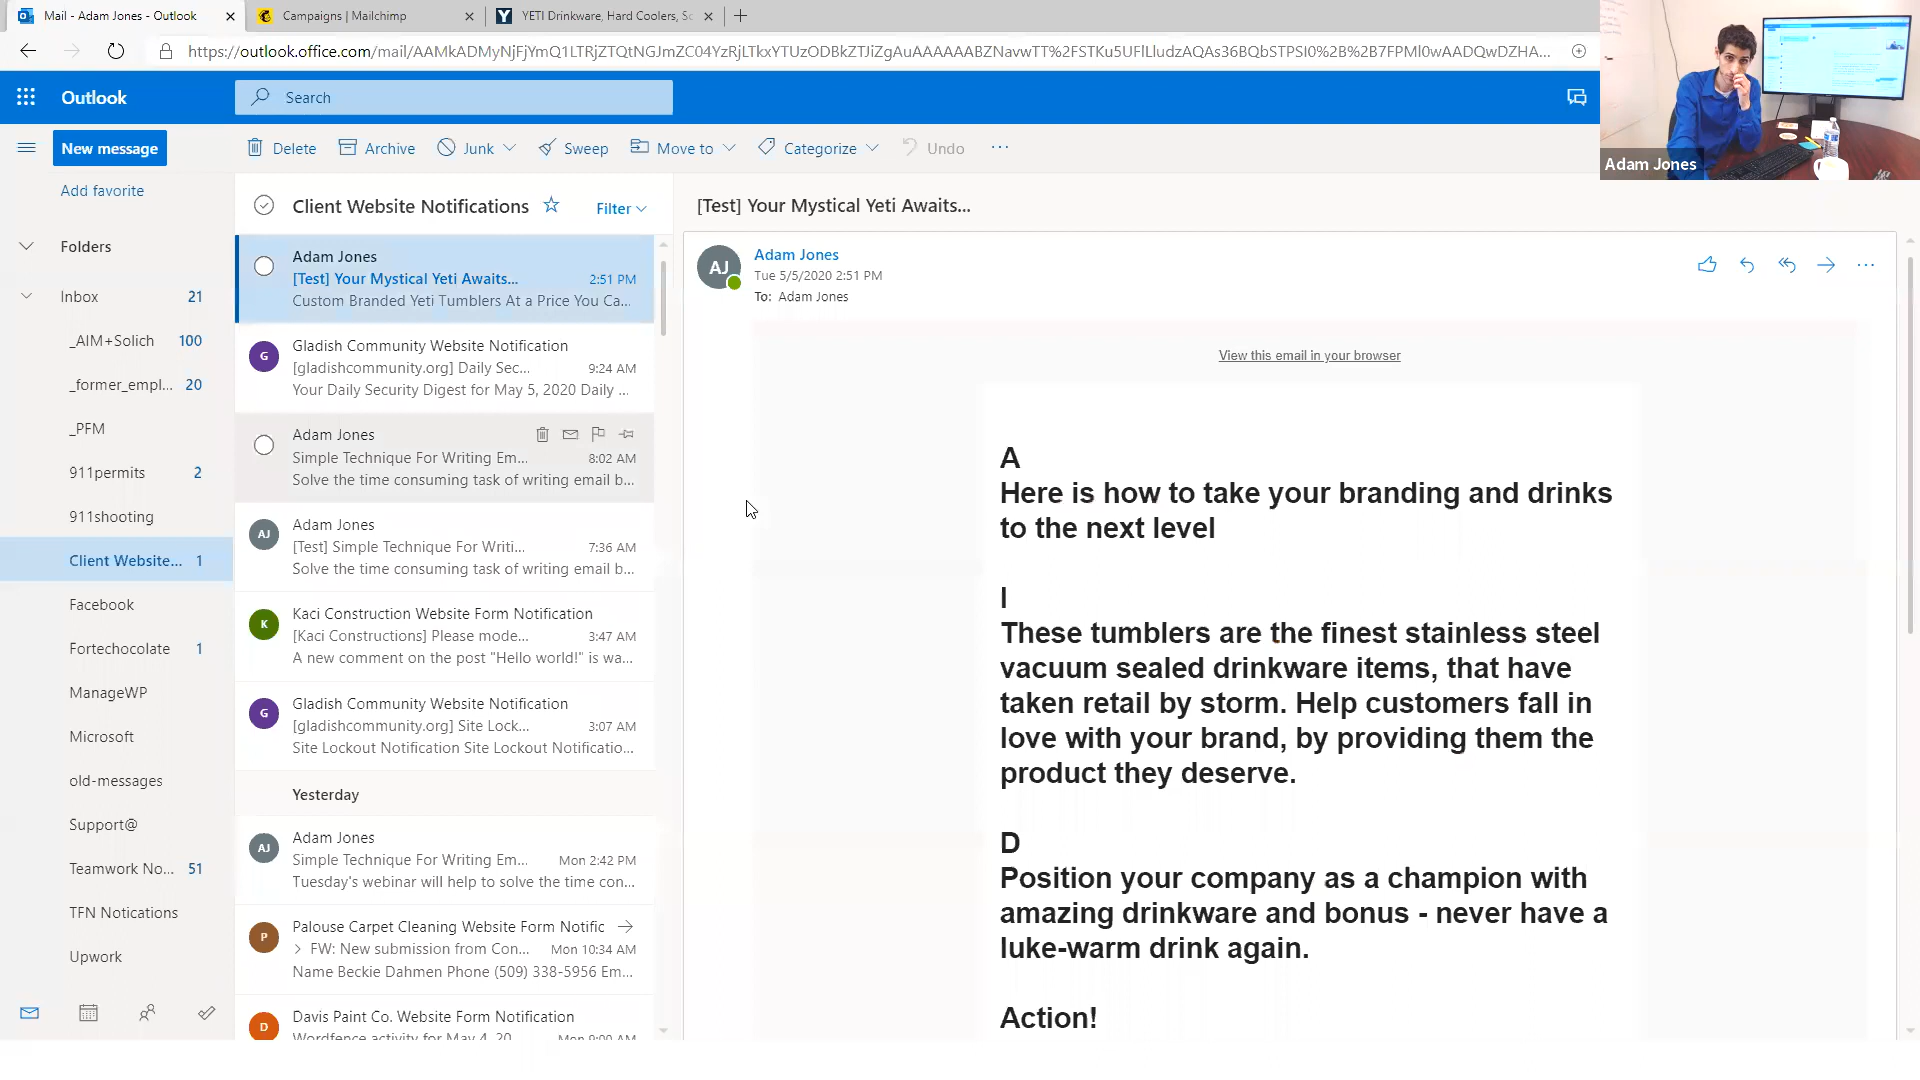 Mail - Adam Jones - Outlook
Campaigns | Mailchimp
YETI Drinkware, Hard Coolers, Sc
https://outlook.office.com/mail/AAMkADMyNjFjYmQ1LTRjZTQtNGJmZC04YzRjLTkxYTUzODBkZTJiZgAuAAAAAABZNavwTT%2FSTKu5UFlLludzAQAs36BQbSTPSI0%2B%2B7FPMl0wAADQwDZHA...
Outlook
Search
New message
Delete
Archive
Junk
Sweep
Move to
Categorize
Undo
Adam Jones
Add favorite
Folders
Inbox 21
_AIM+Solich 100
_former_empl... 20
_PFM
911permits 2
911shooting
Client Website... 1
Facebook
Fortechocolate 1
ManageWP
Microsoft
old-messages
Support@
Teamwork No... 51
TFN Notications
Upwork
Client Website Notifications
Filter
Adam Jones
[Test] Your Mystical Yeti Awaits... 2:51 PM
Custom Branded Yeti Tumblers At a Price You Ca...
G
Gladish Community Website Notification
[gladishcommunity.org] Daily Sec... 9:24 AM
Your Daily Security Digest for May 5, 2020 Daily ...
Adam Jones
Simple Technique For Writing Em... 8:02 AM
Solve the time consuming task of writing email b...
AJ
Adam Jones
[Test] Simple Technique For Writi... 7:36 AM
Solve the time consuming task of writing email b...
K
Kaci Construction Website Form Notification
[Kaci Constructions] Please mode... 3:47 AM
A new comment on the post "Hello world!" is wa...
G
Gladish Community Website Notification
[gladishcommunity.org] Site Lock... 3:07 AM
Site Lockout Notification Site Lockout Notificatio...
Yesterday
AJ
Adam Jones
Simple Technique For Writing Em... Mon 2:42 PM
Tuesday's webinar will help to solve the time con...
P
Palouse Carpet Cleaning Website Form Notific
FW: New submission from Con... Mon 10:34 AM
Name Beckie Dahmen Phone (509) 338-5956 Em...
D
Davis Paint Co. Website Form Notification
Wordfence activity for May 4, 20... Mon 9:00 AM
[Test] Your Mystical Yeti Awaits...
AJ
Adam Jones
Tue 5/5/2020 2:51 PM
To: Adam Jones
View this email in your browser
A
Here is how to take your branding and drinks
to the next level
I
These tumblers are the finest stainless steel
vacuum sealed drinkware items, that have
taken retail by storm. Help customers fall in
love with your brand, by providing them the
product they deserve.
D
Position your company as a champion with
amazing drinkware and bonus - never have a
luke-warm drink again.
Action!